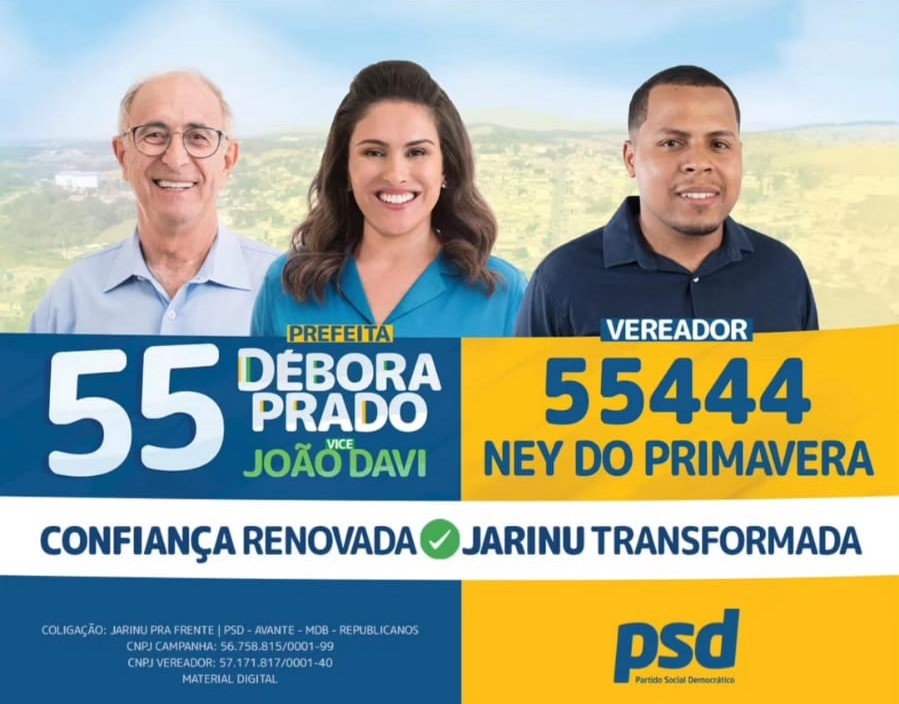 PREFEITA
55
DÉBORA
PRADO
VICE
JOÃO DAVI
VEREADOR
55444
NEY DO PRIMAVERA
CONFIANÇA RENOVADA JARINU TRANSFORMADA
COLIGAÇÃO: JARINU PRA FRENTE | PSD - AVANTE - MDB - REPUBLICANOS
CNPJ CAMPANHA: 56.758.815/0001-99
CNPJ VEREADOR: 57.171.817/0001-40
MATERIAL DIGITAL
psd
Partido Social Democrático